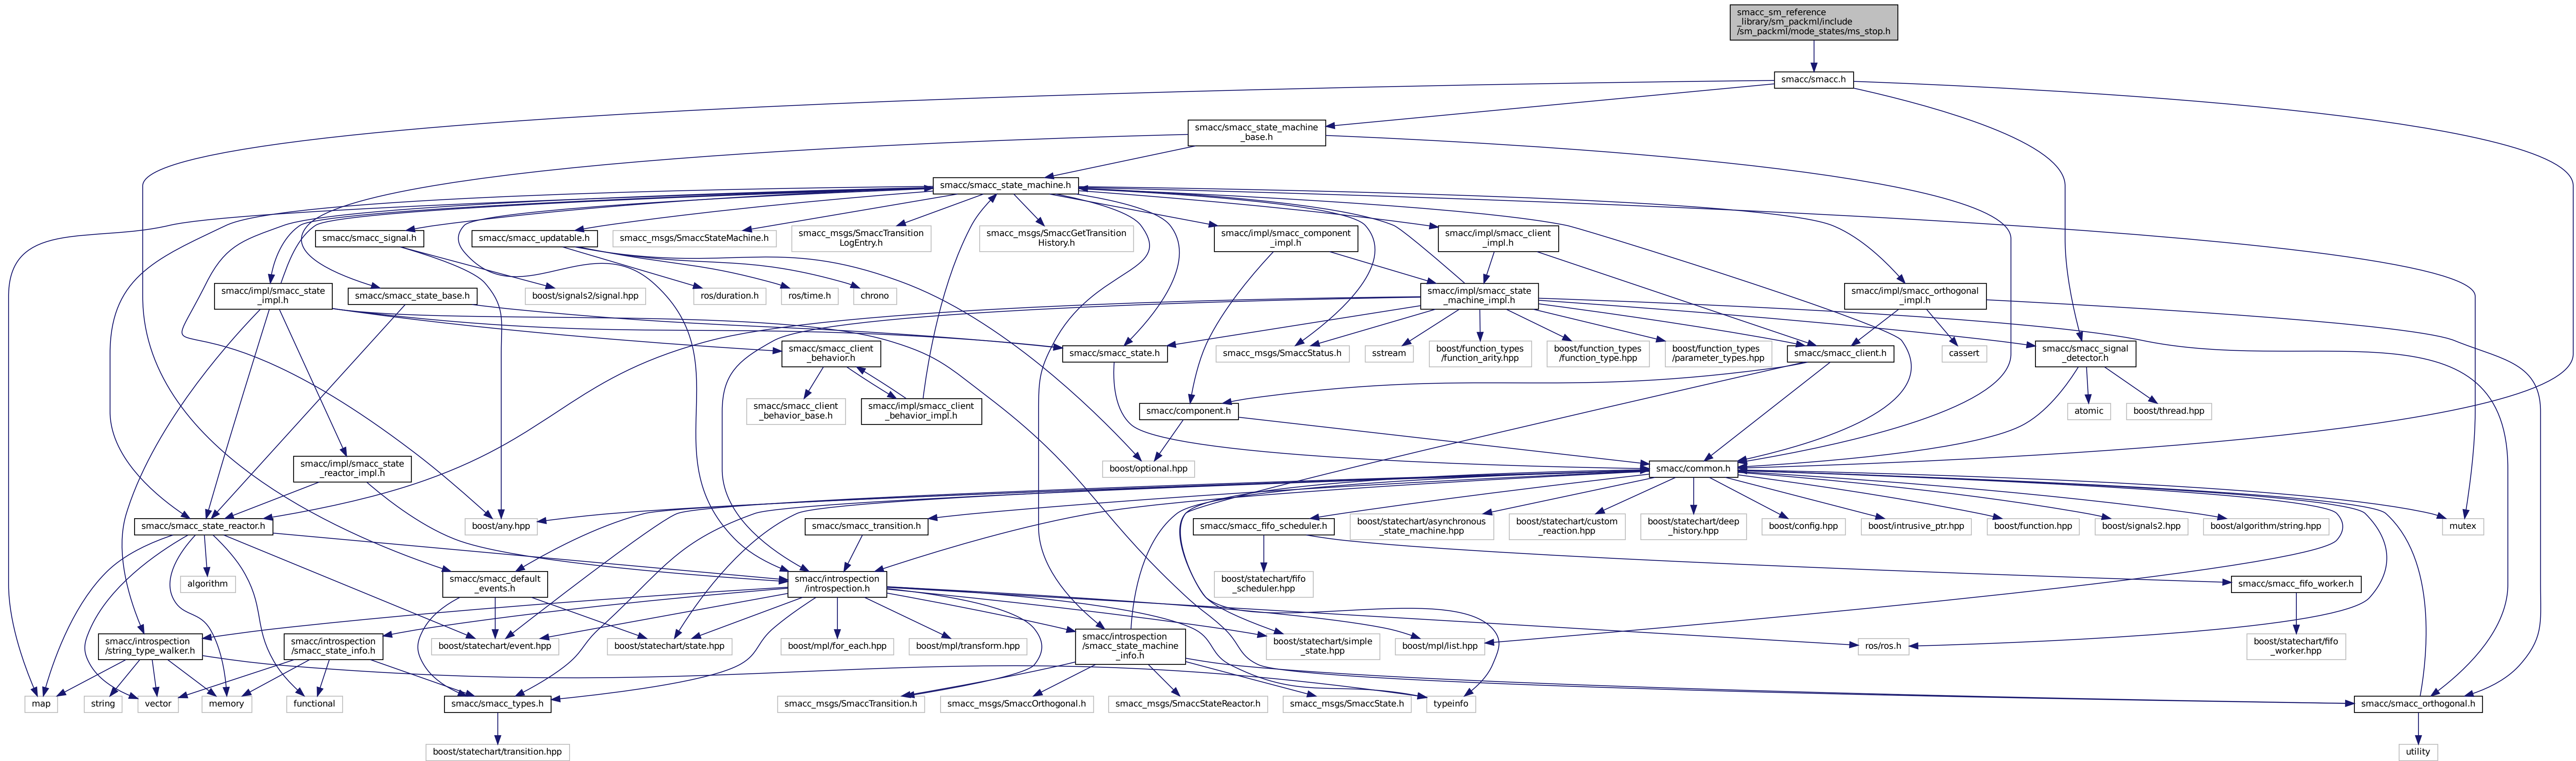 smacc_sm_reference
_library/sm_packml/include
/sm_packml/mode_states/ms_stop.h
smacc/smacc.h
smacc/smacc_state_machine
_base.h
smacc/smacc_state_machine.h
smacc/smacc_signal.h
smacc/smacc_updatable.h
smacc_msgs/SmaccStateMachine.h
smacc_msgs/SmaccTransition
LogEntry.h
smacc_msgs/SmaccGetTransition
History.h
smacc/impl/smacc_component
_impl.h
smacc/impl/smacc_client
_impl.h
smacc/impl/smacc_state
_impl.h
smacc/smacc_state_base.h
boost/signals2/signal.hpp
ros/duration.h
ros/time.h
chrono
smacc/impl/smacc_state
_machine_impl.h
smacc/impl/smacc_orthogonal
_impl.h
smacc/smacc_client
_behavior.h
smacc/smacc_state.h
smacc_msgs/SmaccStatus.h
sstream
boost/function_types
/function_arity.hpp
boost/function_types
/function_type.hpp
boost/function_types
/parameter_types.hpp
smacc/smacc_client.h
cassert
smacc/smacc_signal
_detector.h
smacc/smacc_client
_behavior_base.h
smacc/impl/smacc_client
_behavior_impl.h
smacc/component.h
atomic
boost/thread.hpp
smacc/impl/smacc_state
_reactor_impl.h
boost/optional.hpp
smacc/common.h
smacc/smacc_state_reactor.h
boost/any.hpp
smacc/smacc_transition.h
smacc/smacc_fifo_scheduler.h
boost/statechart/asynchronous
_state_machine.hpp
boost/statechart/custom
_reaction.hpp
boost/statechart/deep
_history.hpp
boost/config.hpp
boost/intrusive_ptr.hpp
boost/function.hpp
boost/signals2.hpp
boost/algorithm/string.hpp
mutex
algorithm
smacc/smacc_default
_events.h
smacc/introspection
/introspection.h
boost/statechart/fifo
_scheduler.hpp
smacc/smacc_fifo_worker.h
smacc/introspection
/string_type_walker.h
smacc/introspection
/smacc_state_info.h
boost/statechart/event.hpp
boost/statechart/state.hpp
boost/mpl/for_each.hpp
boost/mpl/transform.hpp
smacc/introspection
/smacc_state_machine
_info.h
boost/statechart/simple
_state.hpp
boost/mpl/list.hpp
ros/ros.h
boost/statechart/fifo
_worker.hpp
map
string
vector
memory
functional
smacc/smacc_types.h
smacc_msgs/SmaccTransition.h
smacc_msgs/SmaccOrthogonal.h
smacc_msgs/SmaccStateReactor.h
smacc_msgs/SmaccState.h
typeinfo
smacc/smacc_orthogonal.h
boost/statechart/transition.hpp
utility